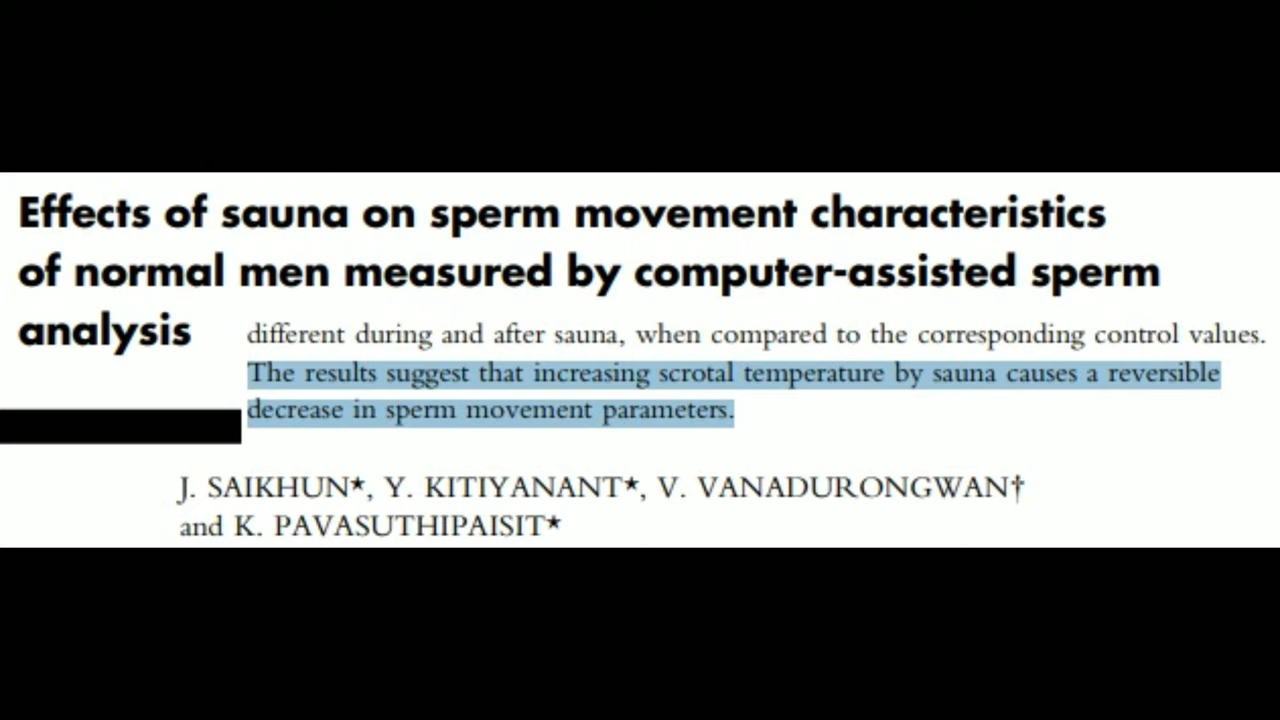 Effects of sauna on sperm movement characteristics
of normal men measured by computer-assisted sperm
analysis
different during and after sauna, when compared to the corresponding control values.
The results suggest that increasing scrotal temperature by sauna causes a reversible
decrease in sperm movement parameters.
J. SAIKHUN★, Y. KITIYANANT★, V. VANADURONGWAN†
and K. PAVASUTHIPAISIT★